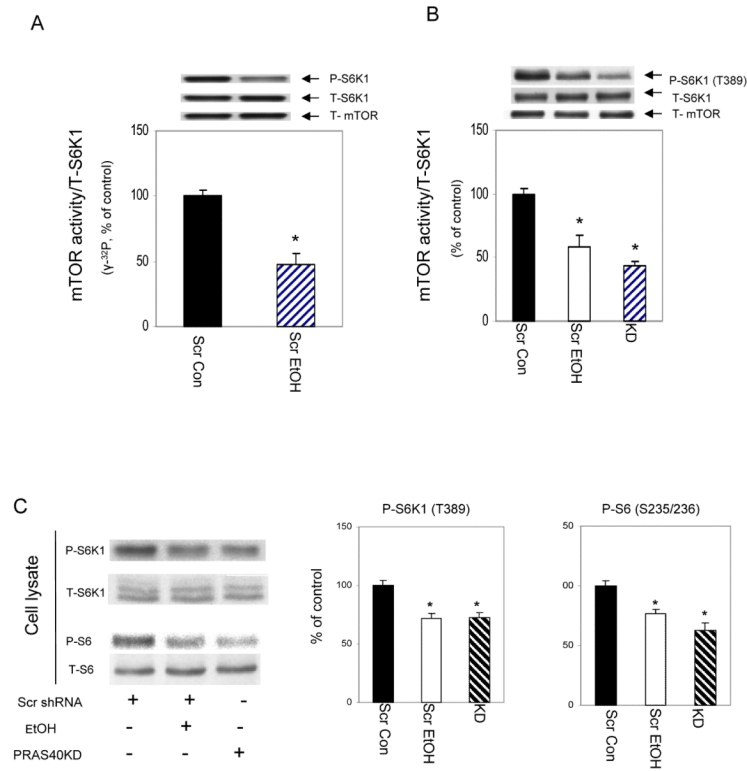 A
P-S6K1
T-S6K1
T- mTOR
mTOR activity/T-S6K1
(γ-³²P, % of control)
150
100
50
0
Scr Con
Scr EtOH
*
B
P-S6K1 (T389)
T-S6K1
T- mTOR
mTOR activity/T-S6K1
(% of control)
150
100
50
0
Scr Con
Scr EtOH
KD
*
*
C
Cell lysate
P-S6K1
T-S6K1
P-S6
T-S6
Scr shRNA + + -
EtOH - + -
PRAS40KD - - +
P-S6K1 (T389)
% of control
150
100
50
0
Scr Con
Scr EtOH
KD
*
*
P-S6 (S235/236)
50
00
50
0
Scr Con
Scr EtOH
KD
*
*